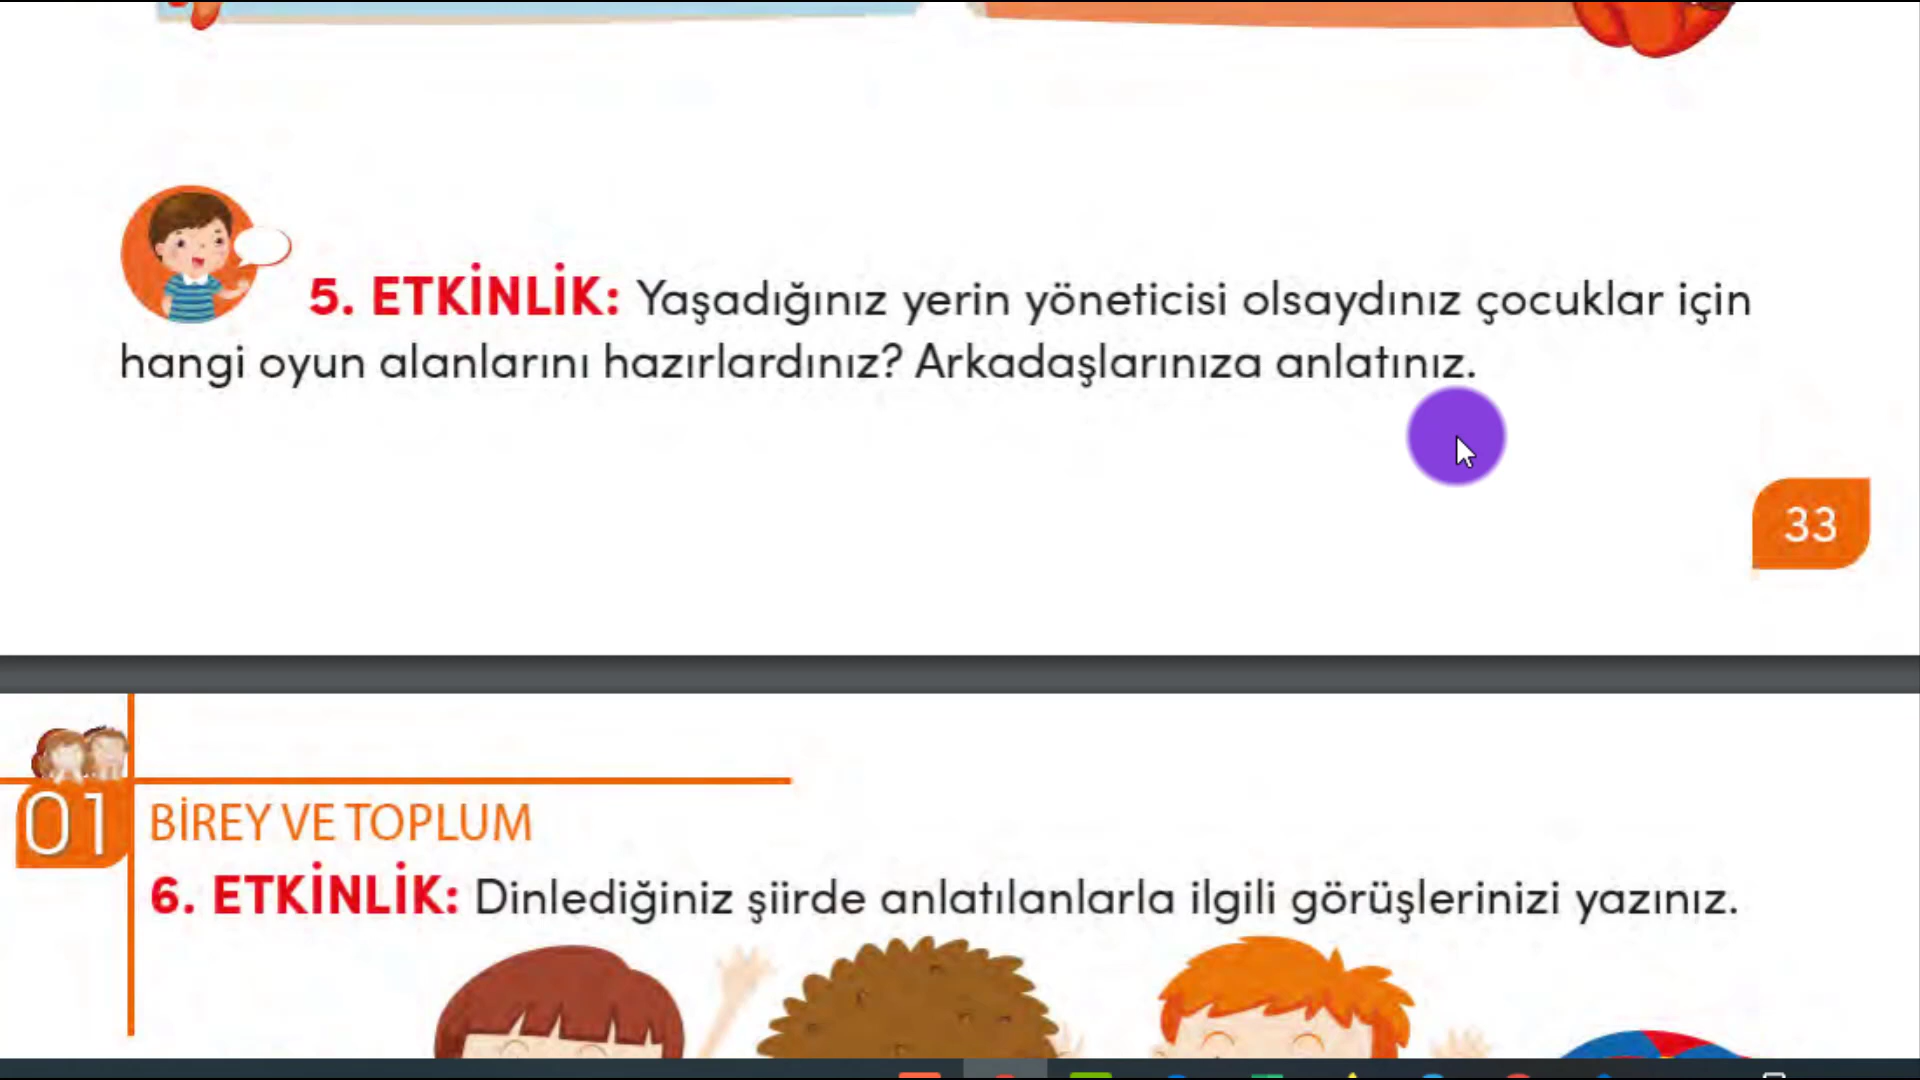 5. ETKİNLİK: Yaşadığınız yerin yöneticisi olsaydınız çocuklar için
hangi oyun alanlarını hazırlardınız? Arkadaşlarınıza anlatınız.
33
01
BİREY VE TOPLUM
6. ETKİNLİK: Dinlediğiniz şiirde anlatılanlarla ilgili görüşlerinizi yazınız.